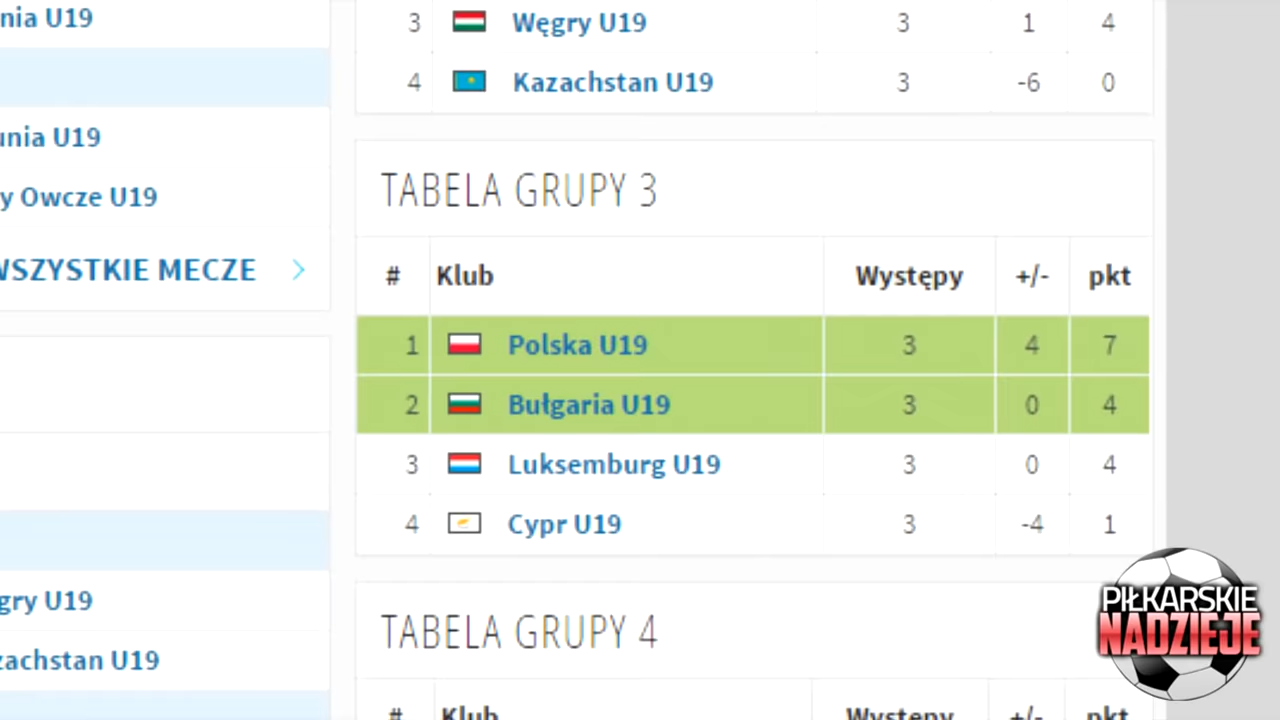 nia U19
unia U19
y Owcze U19
WSZYSTKIE MECZE
gry U19
zachstan U19
3 Węgry U19 3 1 4
4 Kazachstan U19 3 -6 0
TABELA GRUPY 3
# Klub Występy +/- pkt
1 Polska U19 3 4 7
2 Bułgaria U19 3 0 4
3 Luksemburg U19 3 0 4
4 Cypr U19 3 -4 1
TABELA GRUPY 4
# Klub Występy +/- pkt
PIŁKARSKIE
NADZIEJE